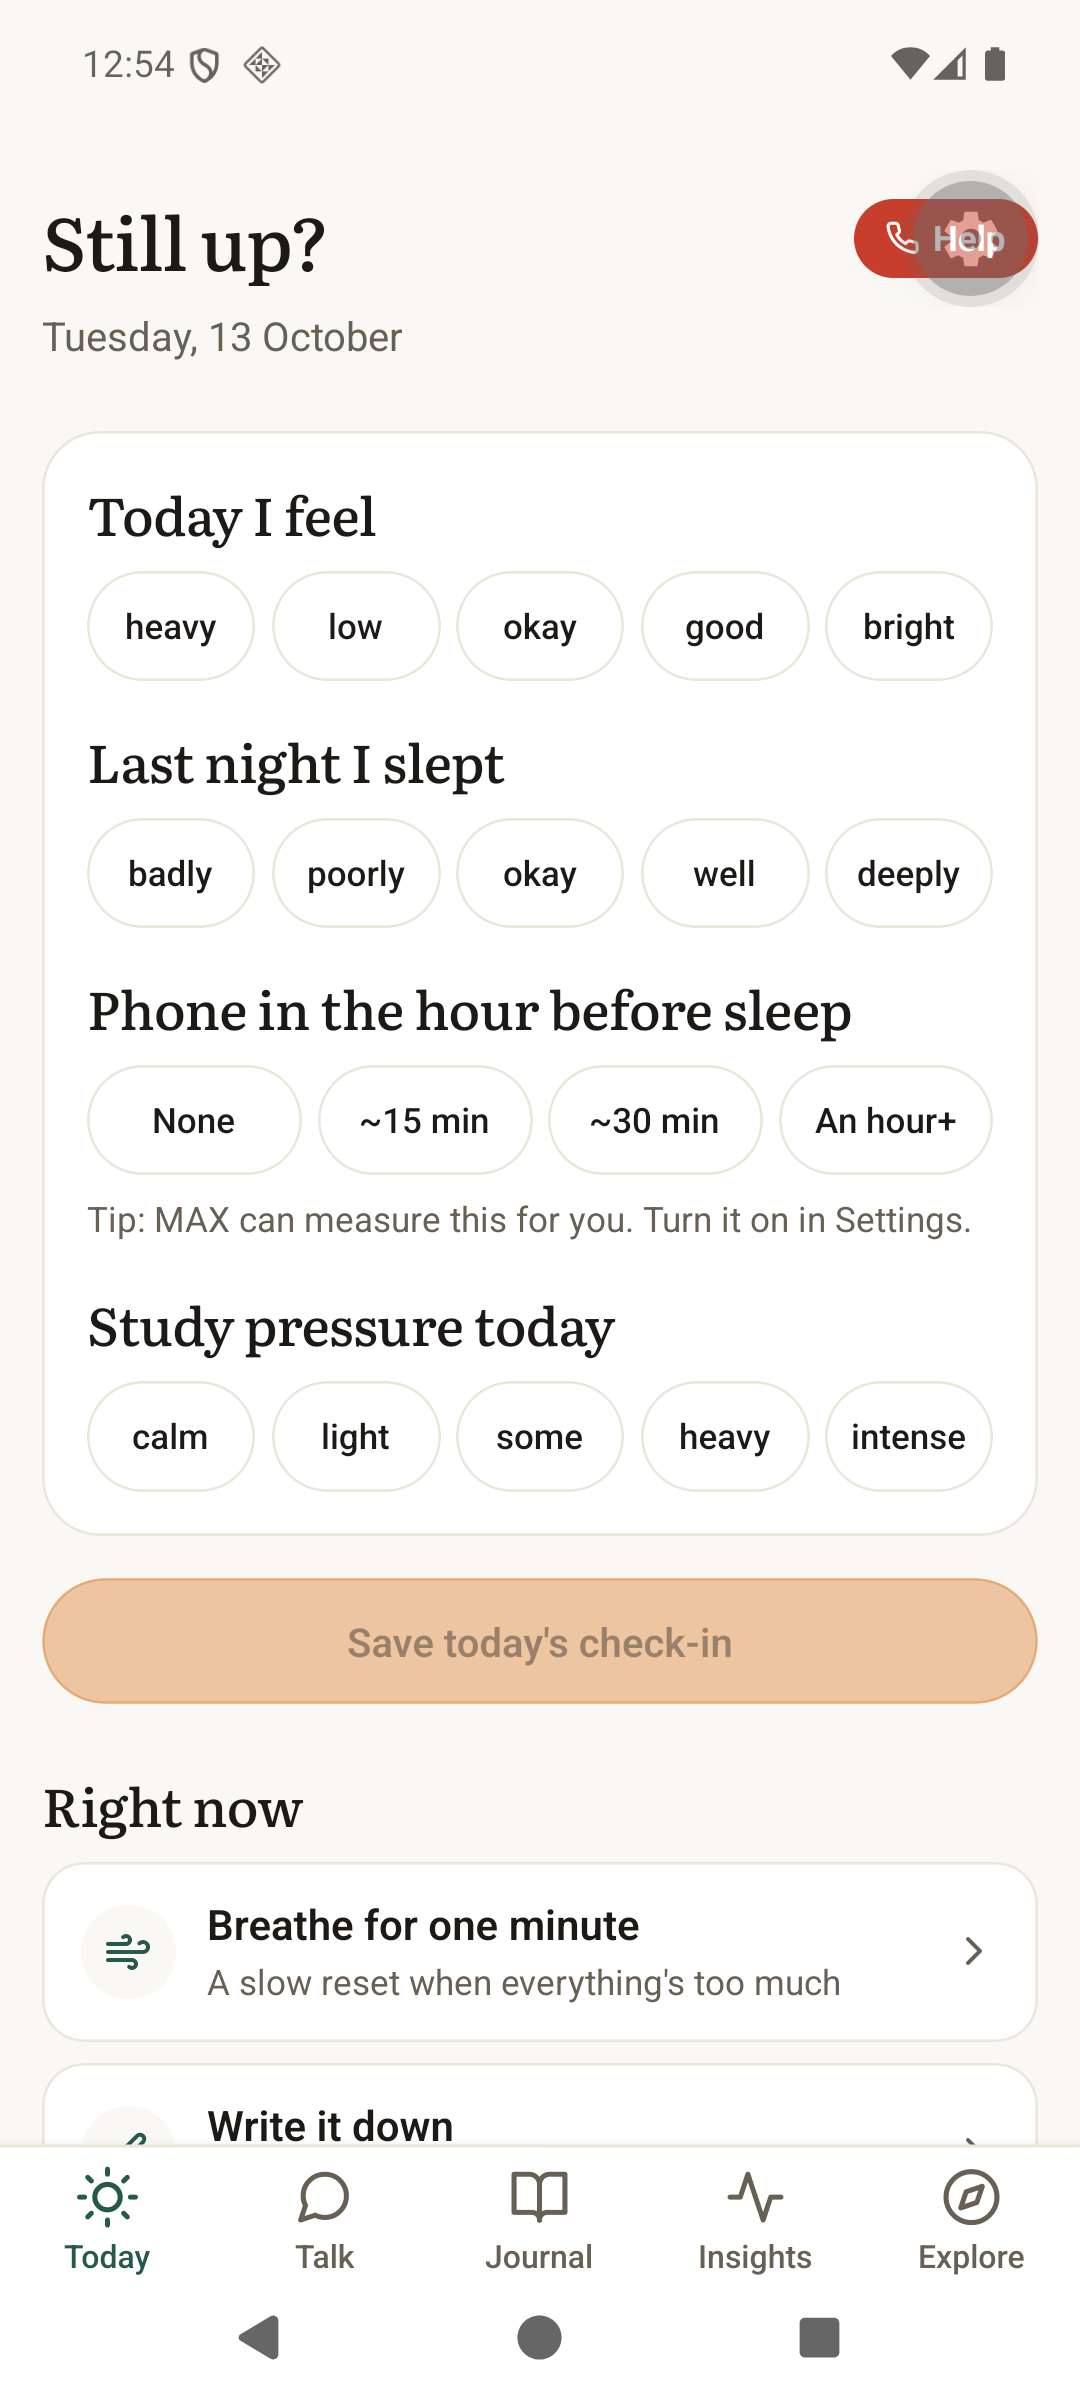 12:54
Still up?
Help
Tuesday, 13 October
Today I feel
heavy low okay good bright
Last night I slept
badly poorly okay well deeply
Phone in the hour before sleep
None ~15 min ~30 min An hour+
Tip: MAX can measure this for you. Turn it on in Settings.
Study pressure today
calm light some heavy intense
Save today's check-in
Right now
Breathe for one minute
A slow reset when everything's too much
Write it down
Today Talk Journal Insights Explore